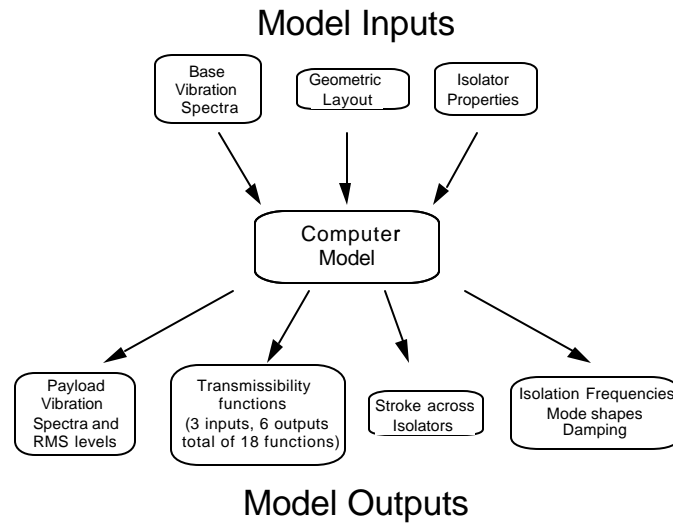 Model Inputs
Base
Vibration
Spectra
Geometric
Layout
Isolator
Properties
Computer
Model
Payload
Vibration
Spectra and
RMS levels
Transmissibility
functions
(3 inputs, 6 outputs
total of 18 functions)
Stroke across
Isolators
Isolation Frequencies
Mode shapes
Damping
Model Outputs